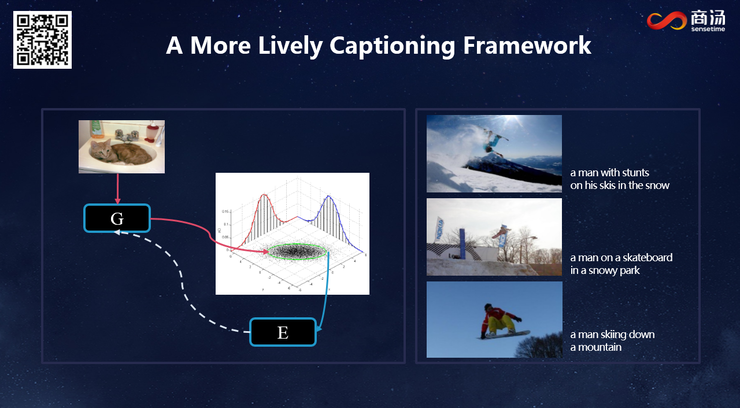 商汤
sensetime
A More Lively Captioning Framework
G
E
a man with stunts
on his skis in the snow
a man on a skateboard
in a snowy park
a man skiing down
a mountain